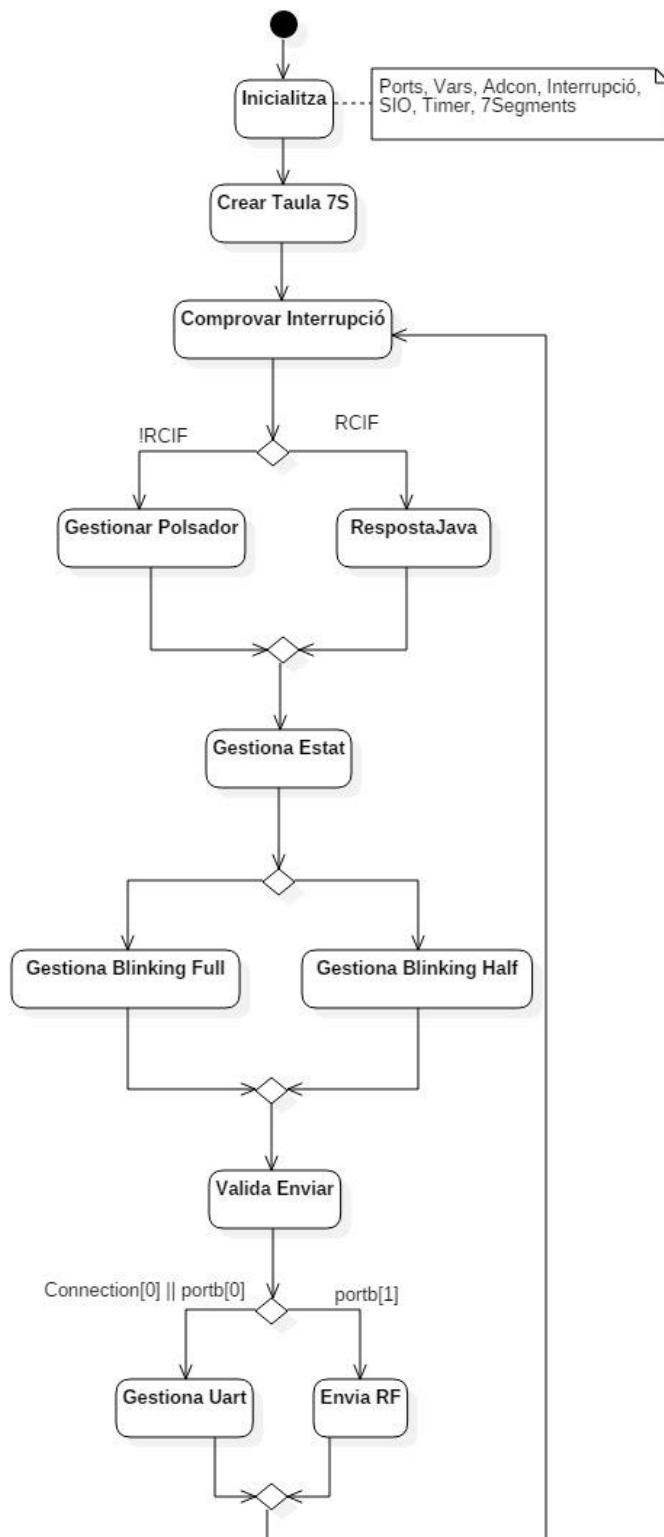 Inicialitza
Ports, Vars, Adcon, Interrupció,
SIO, Timer, 7Segments
Crear Taula 7S
Comprovar Interrupció
!RCIF
RCIF
Gestionar Polsador
RespostaJava
Gestiona Estat
Gestiona Blinking Full
Gestiona Blinking Half
Valida Enviar
Connection[0] || portb[0]
portb[1]
Gestiona Uart
Envia RF